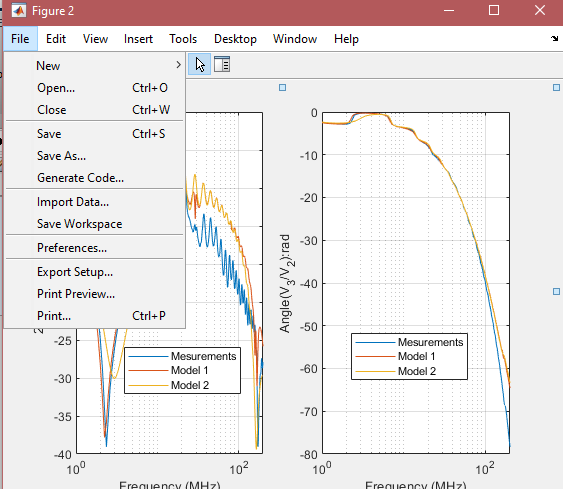 Figure 2
File Edit View Insert Tools Desktop Window Help
New
Open... Ctrl+O
Close Ctrl+W
Save Ctrl+S
Save As...
Generate Code...
Import Data...
Save Workspace
Preferences...
Export Setup...
Print Preview...
Print... Ctrl+P
-25
-30
-35
-40
10^0 10^2
Frequency (MHz)
Mesurements
Model 1
Model 2
Angle(V_3/V_2):rad
0
-10
-20
-30
-40
-50
-60
-70
-80
10^0 10^2
Frequency (MHz)
Mesurements
Model 1
Model 2